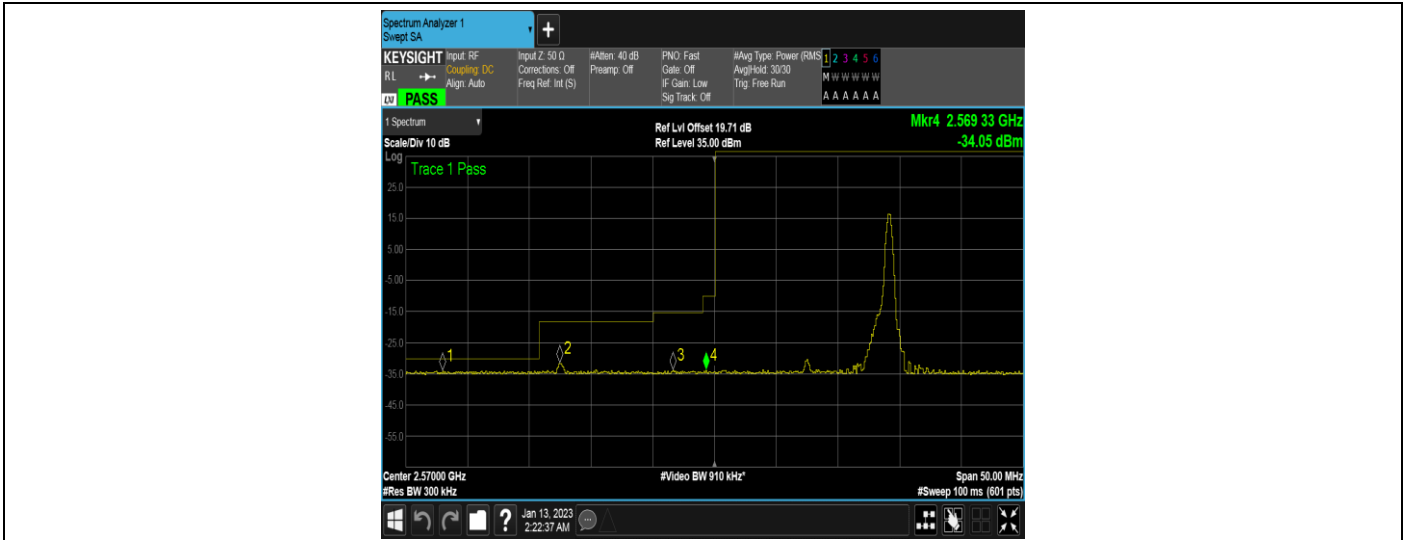 Spectrum Analyzer 1
Swept SA
+
KEYSIGHT
RL
LXI PASS
Input: RF
Coupling: DC
Align: Auto
Input Z: 50 Ω
Corrections: Off
Freq Ref: Int (S)
#Atten: 40 dB
Preamp: Off
PNO: Fast
Gate: Off
IF Gain: Low
Sig Track: Off
#Avg Type: Power (RMS
Avg|Hold: 30/30
Trig: Free Run
1 2 3 4 5 6
M W W W W W
A A A A A A
1 Spectrum
Scale/Div 10 dB
Ref Lvl Offset 19.71 dB
Ref Level 35.00 dBm
Mkr4 2.569 33 GHz
-34.05 dBm
Log
Trace 1 Pass
25.0
15.0
5.00
-5.00
-15.0
-25.0
-35.0
-45.0
-55.0
1
2
3
4
Center 2.57000 GHz
#Res BW 300 kHz
#Video BW 910 kHz*
Span 50.00 MHz
#Sweep 100 ms (601 pts)
?
Jan 13, 2023
2:22:37 AM